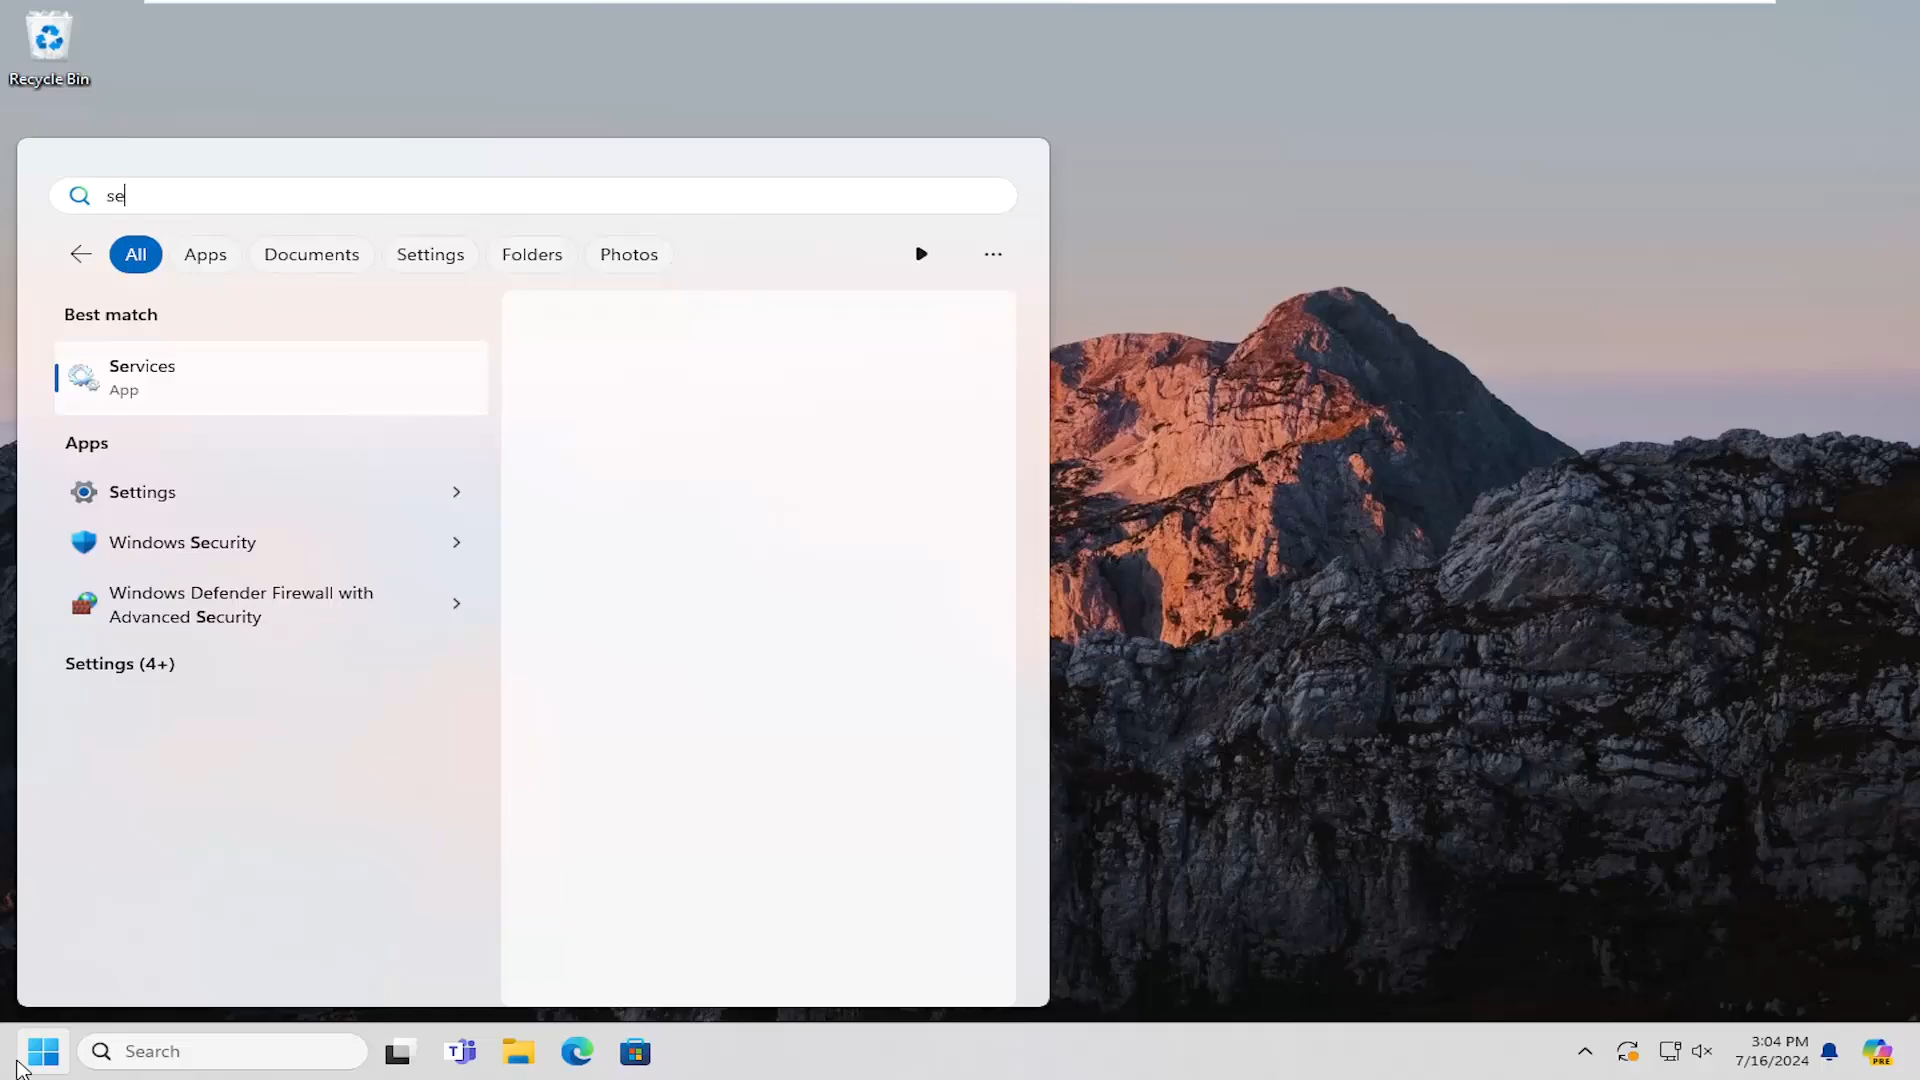 Recycle Bin
se
All
Apps
Documents
Settings
Folders
Photos
Best match
Services
App
Apps
Settings
Windows Security
Windows Defender Firewall with
Advanced Security
Settings (4+)
Search
T
3:04 PM
7/16/2024
PRE